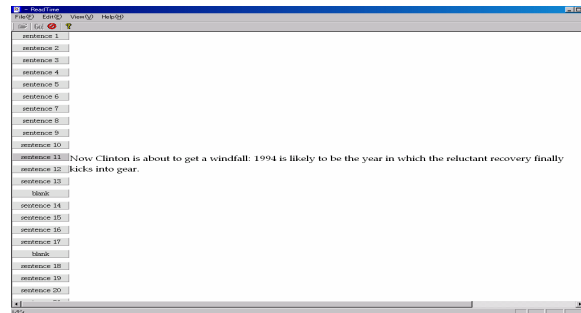 - ReadTime
File(F) Edit(E) View(V) Help(H)
sentence 1
sentence 2
sentence 3
sentence 4
sentence 5
sentence 6
sentence 7
sentence 8
sentence 9
sentence 10
sentence 11 Now Clinton is about to get a windfall: 1994 is likely to be the year in which the reluctant recovery finally
sentence 12 kicks into gear.
sentence 13
blank
sentence 14
sentence 15
sentence 16
sentence 17
blank
sentence 18
sentence 19
sentence 20